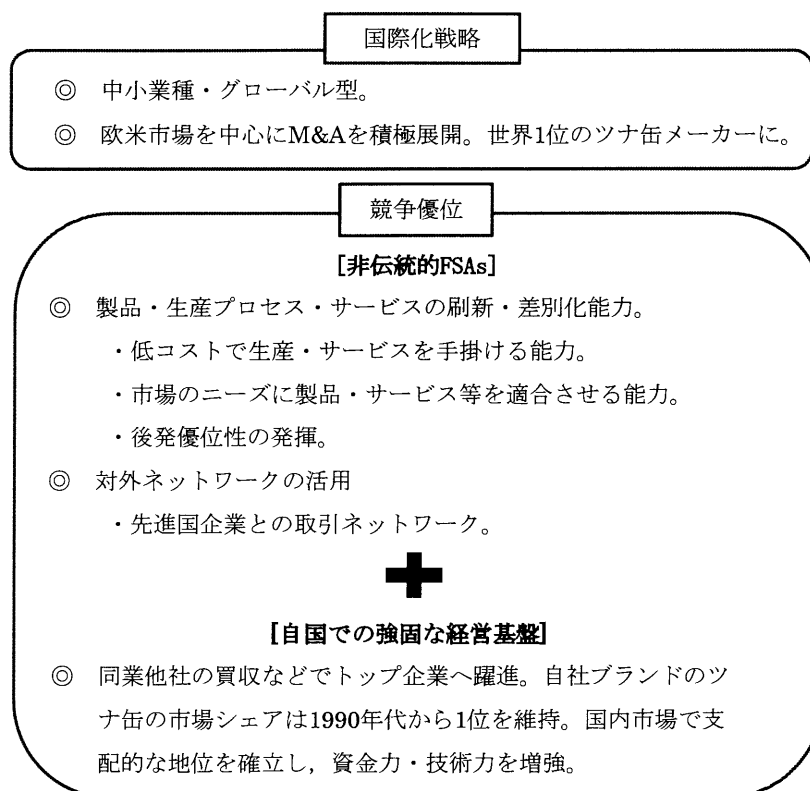 国際化戦略
◎ 中小業種・グローバル型。
◎ 欧米市場を中心にM&Aを積極展開。世界1位のツナ缶メーカーに。
競争優位
[非伝統的FSAs]
◎ 製品・生産プロセス・サービスの刷新・差別化能力。
・低コストで生産・サービスを手掛ける能力。
・市場のニーズに製品・サービス等を適合させる能力。
・後発優位性の発揮。
◎ 対外ネットワークの活用
・先進国企業との取引ネットワーク。
[自国での強固な経営基盤]
◎ 同業他社の買収などでトップ企業へ躍進。自社ブランドのツ
ナ缶の市場シェアは1990年代から1位を維持。国内市場で支
配的な地位を確立し，資金力・技術力を増強。